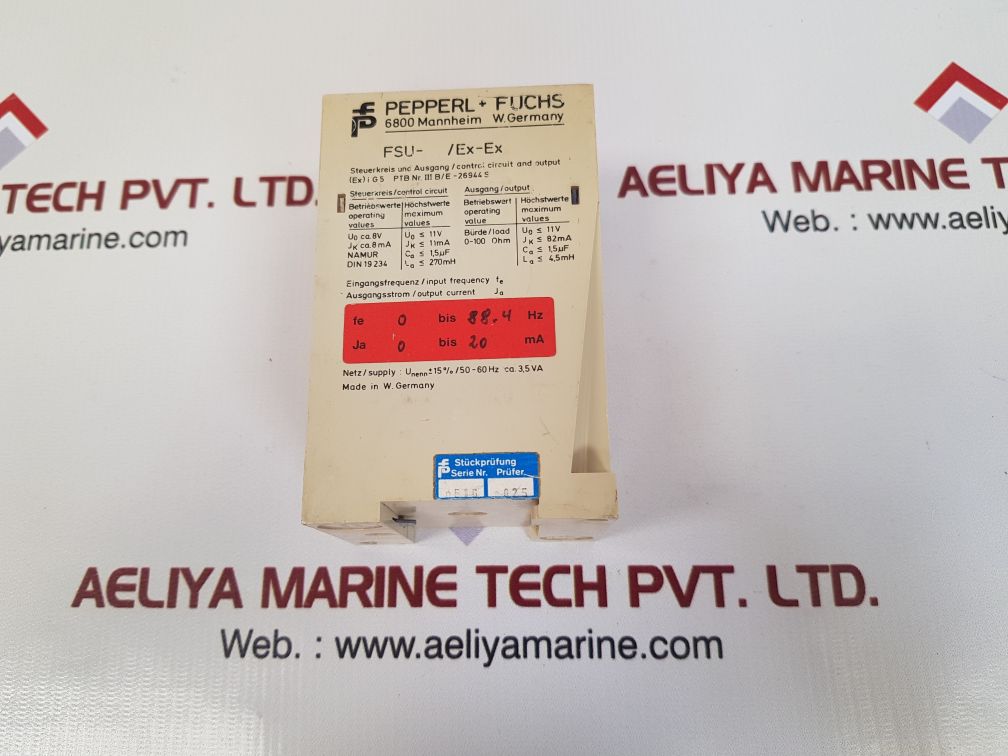 PEPPERL + FUCHS
6800 Mannheim W. Germany
FSU- /Ex-Ex
Steuerkreis und Ausgang / control circuit and output
(Ex) i G5 PTB Nr. III B/E - 26944 S
Steuerkreis / control circuit
Betriebswerte operating values
Höchstwerte maximum values
U₀ ca. 8V
U₀ ≤ 11V
Jₖ ca. 8mA
Jₖ ≤ 11mA
NAMUR
Cₐ ≤ 1,5µF
DIN 19 234
Lₐ ≤ 270mH
Ausgang / output
Betriebswert operating value
Höchstwerte maximum values
Bürde / load
0-100 Ohm
U₀ ≤ 11V
Jₖ ≤ 82mA
Cₐ ≤ 1,5µF
Lₐ ≤ 4,5mH
Eingangsfrequenz / input frequency fₑ
Ausgangsstrom / output current Jₐ
fe 0 bis 88.4 Hz
Ja 0 bis 20 mA
Netz / supply : Uₙₑₙₙ ±15% / 50-60 Hz ca. 3,5 VA
Made in W. Germany
Stückprüfung
Serie Nr. Prüfer
TECH PVT. LTD.
aeliyamarine.com
AELIYA MARINE T
Web. : www.aeliy
AELIYA MARINE TECH PVT. LTD.
Web. : www.aeliyamarine.com